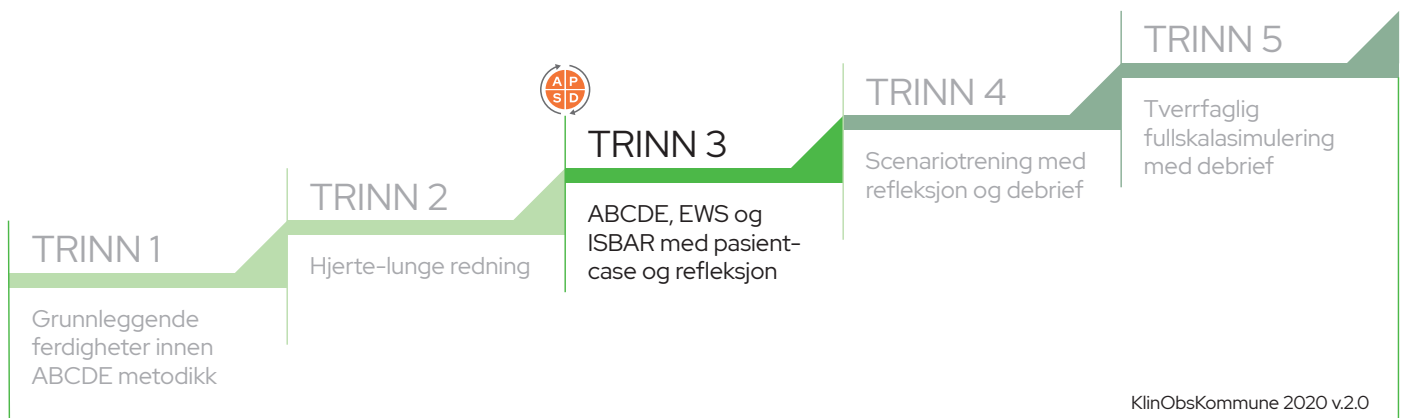 TRINN 1
Grunnleggende
ferdigheter innen
ABCDE metodikk
TRINN 2
Hjerte-lunge redning
A P
S D
TRINN 3
ABCDE, EWS og
ISBAR med pasient-
case og refleksjon
TRINN 4
Scenariotrening med
refleksjon og debrief
TRINN 5
Tverrfaglig
fullskalasimulering
med debrief
KlinObsKommune 2020 v.2.0